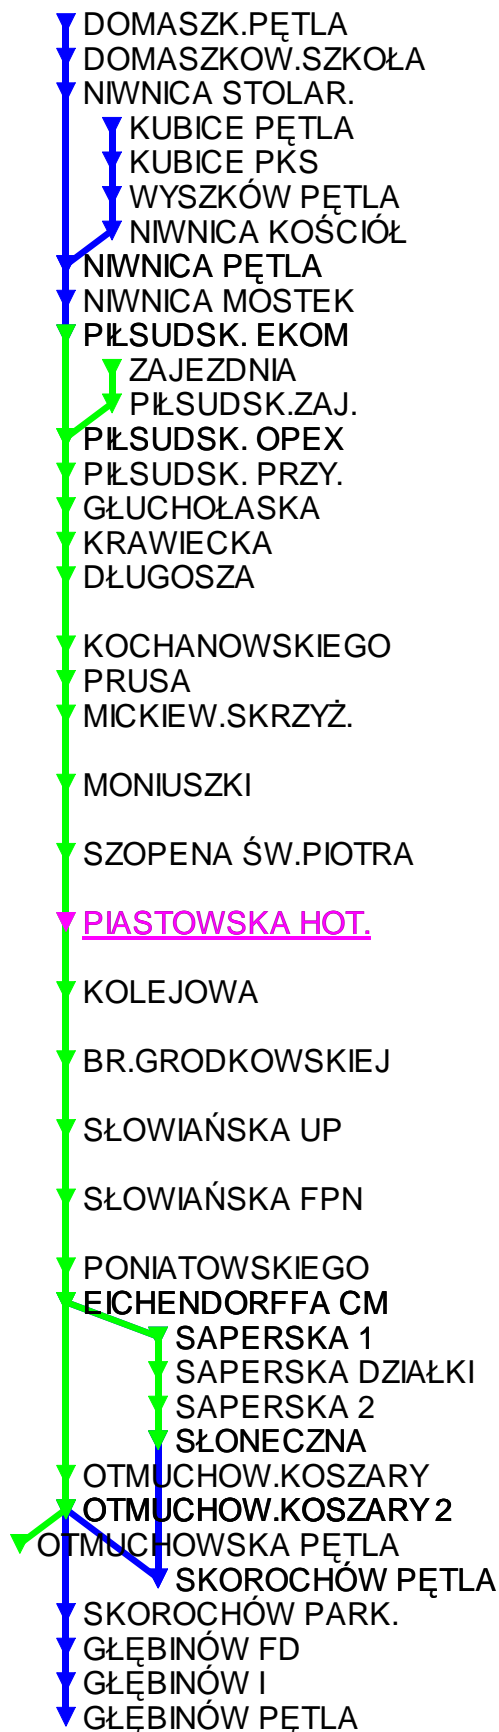 DOMASZK.PĘTLA
DOMASZKOW.SZKOŁA
NIWNICA STOLAR.
KUBICE PĘTLA
KUBICE PKS
WYSZKÓW PĘTLA
NIWNICA KOŚCIÓŁ
NIWNICA PĘTLA
NIWNICA MOSTEK
PIŁSUDSK. EKOM
ZAJEZDNIA
PIŁSUDSK.ZAJ.
PIŁSUDSK. OPEX
PIŁSUDSK. PRZY.
GŁUCHOŁASKA
KRAWIECKA
DŁUGOSZA
KOCHANOWSKIEGO
PRUSA
MICKIEW.SKRZYŻ.
MONIUSZKI
SZOPENA ŚW.PIOTRA
PIASTOWSKA HOT.
KOLEJOWA
BR.GRODKOWSKIEJ
SŁOWIAŃSKA UP
SŁOWIAŃSKA FPN
PONIATOWSKIEGO
EICHENDORFFA CM
SAPERSKA 1
SAPERSKA DZIAŁKI
SAPERSKA 2
SŁONECZNA
OTMUCHOW.KOSZARY
OTMUCHOW.KOSZARY 2
OTMUCHOWSKA PĘTLA
SKOROCHÓW PĘTLA
SKOROCHÓW PARK.
GŁĘBINÓW FD
GŁĘBINÓW I
GŁĘBINÓW PĘTLA